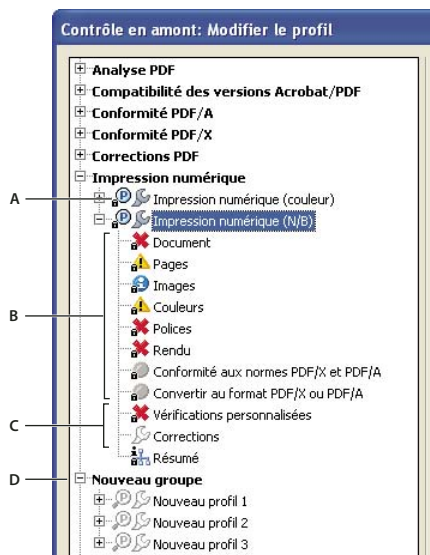 Contrôle en amont: Modifier le profil
Analyse PDF
Compatibilité des versions Acrobat/PDF
Conformité PDF/A
Conformité PDF/X
Corrections PDF
Impression numérique
A
Impression numérique (couleur)
Impression numérique (N/B)
Document
Pages
Images
B
Couleurs
Polices
Rendu
Conformité aux normes PDF/X et PDF/A
Convertir au format PDF/X ou PDF/A
Vérifications personnalisées
C
Corrections
Résumé
D
Nouveau groupe
Nouveau profil 1
Nouveau profil 2
Nouveau profil 3